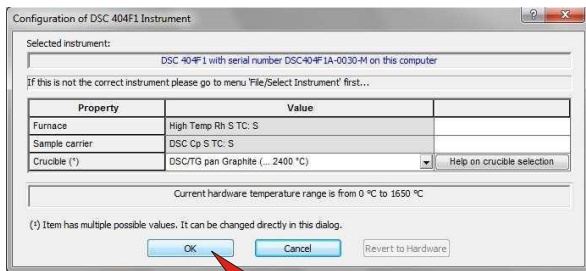 Configuration of DSC 404F1 Instrument
Selected instrument:
DSC 404F1 with serial number DSC404F1A-0030-M on this computer
If this is not the correct instrument please go to menu 'File/Select Instrument' first...
Property Value
Furnace High Temp Rh S TC: S
Sample carrier DSC Cp S TC: S
Crucible (*) DSC/TG pan Graphite (... 2400 °C) Help on crucible selection
Current hardware temperature range is from 0 °C to 1650 °C
(*) Item has multiple possible values. It can be changed directly in this dialog.
OK Cancel Revert to Hardware